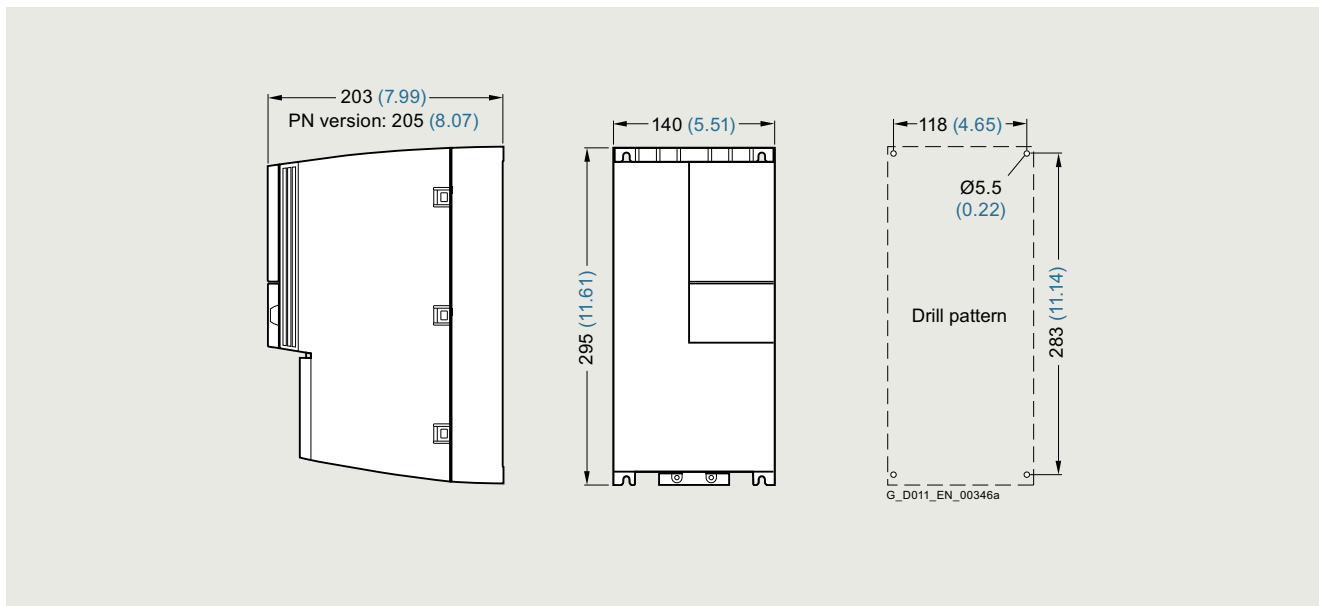 203 (7.99)
PN version: 205 (8.07)
140 (5.51)
295 (11.61)
118 (4.65)
Ø5.5
(0.22)
283 (11.14)
Drill pattern
G_D011_EN_00346a